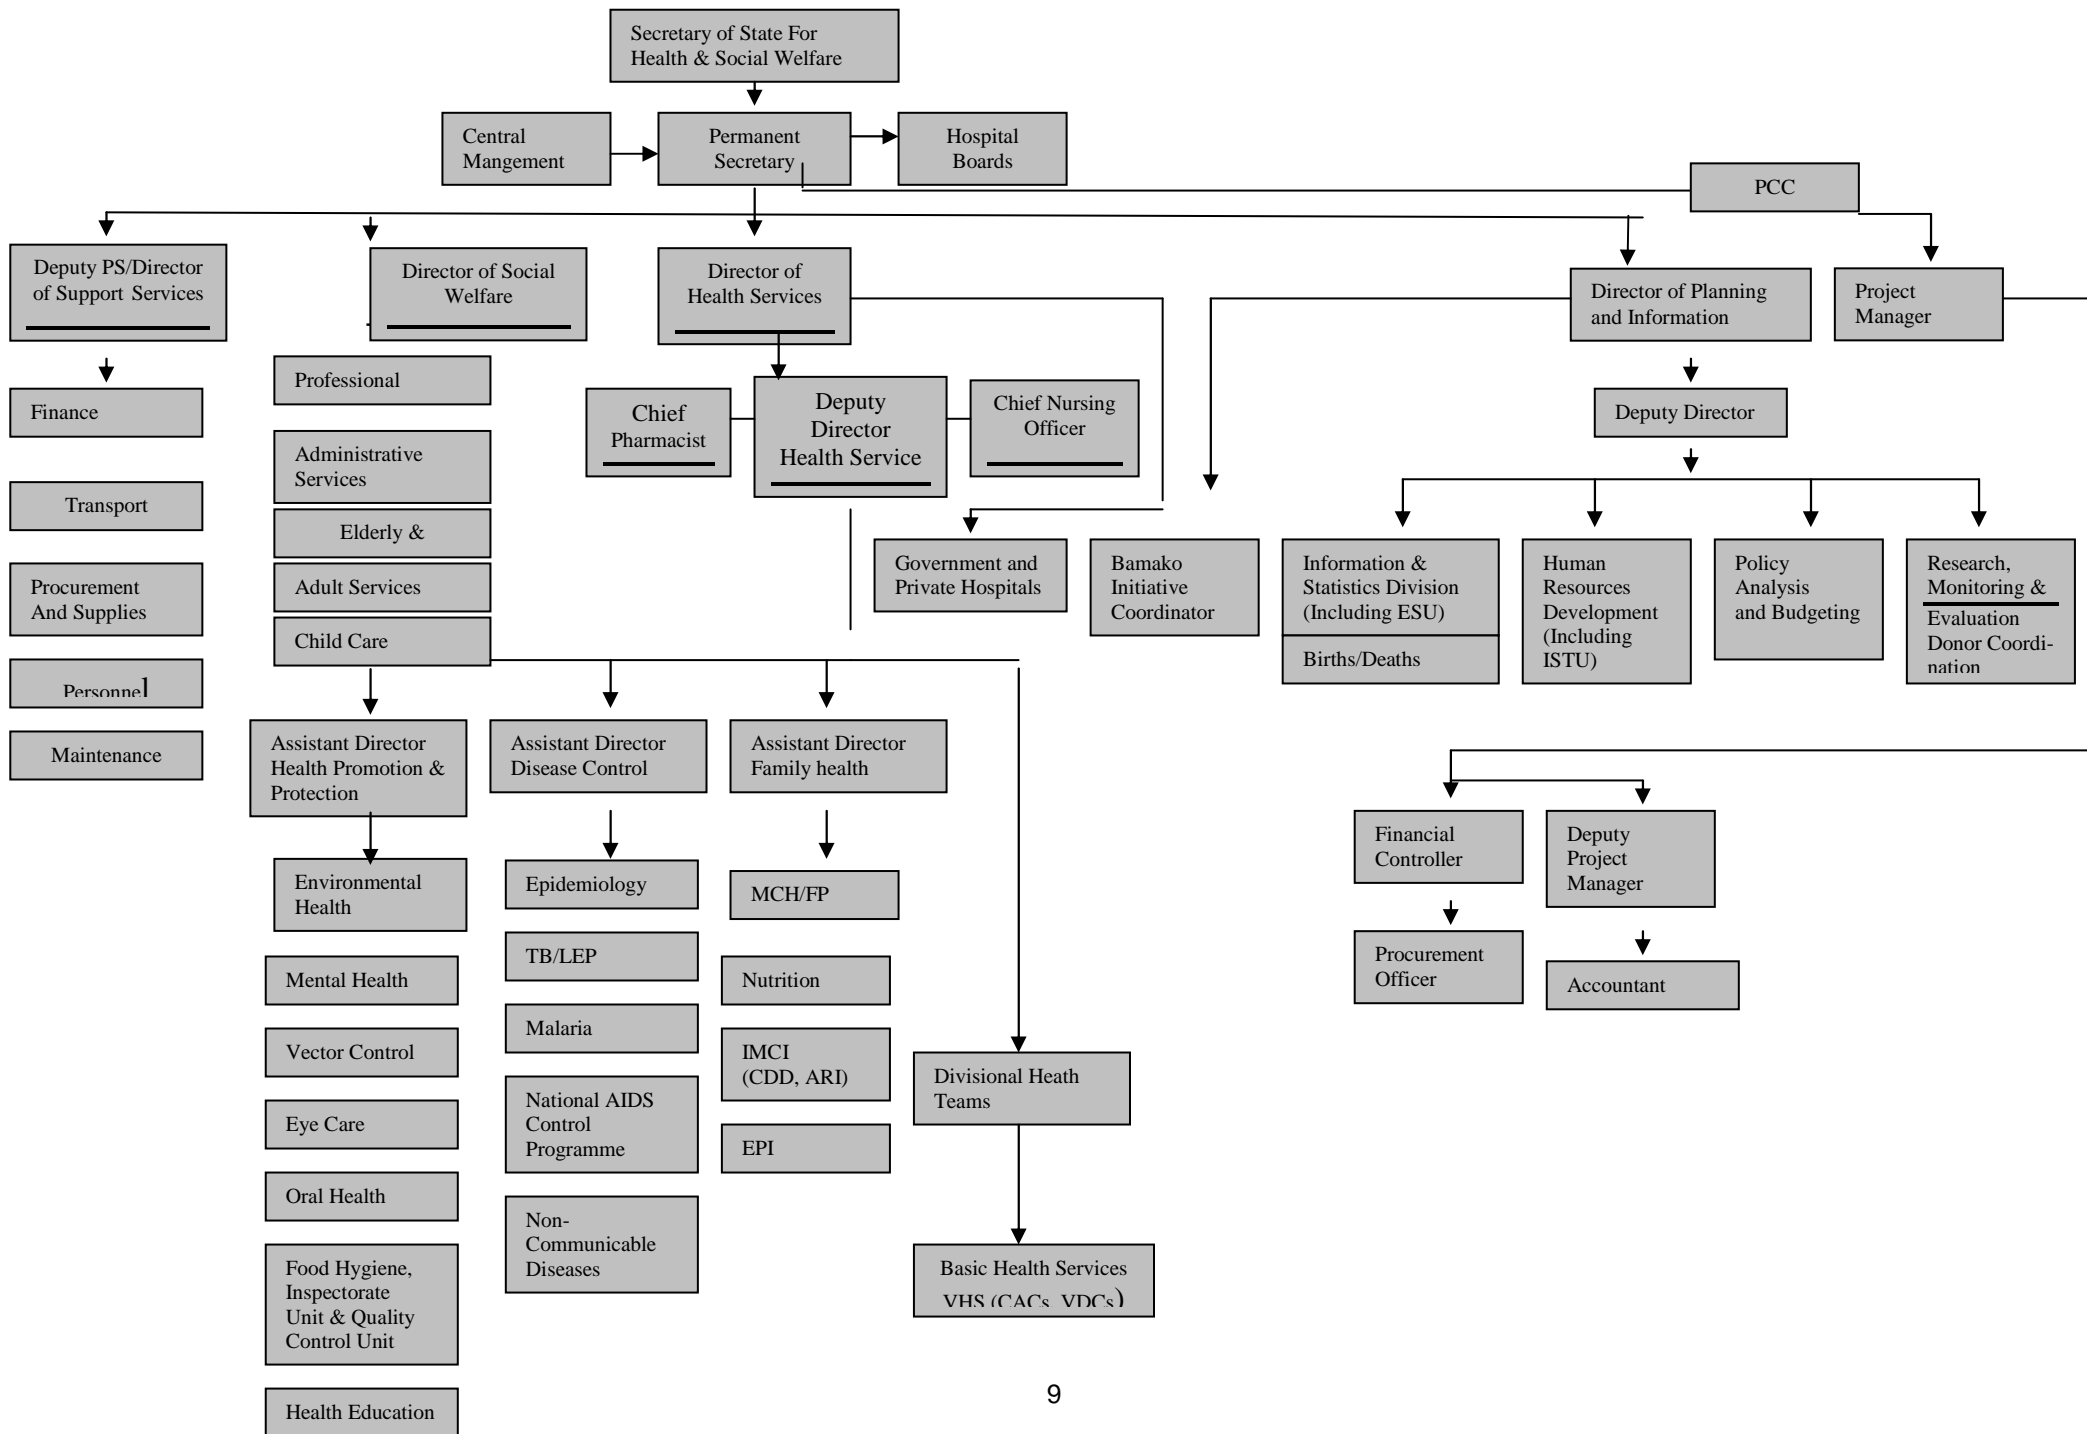 Secretary of State For
Health & Social Welfare
Central
Mangement
Permanent
Secretary
Hospital
Boards
PCC
Deputy PS/Director
of Support Services
Director of Social
Welfare
Director of
Health Services
Director of Planning
and Information
Project
Manager
Finance
Transport
Procurement
And Supplies
Personnel
Maintenance
Professional
Administrative
Services
Elderly &
Adult Services
Child Care
Chief
Pharmacist
Deputy
Director
Health Service
Chief Nursing
Officer
Deputy Director
Government and
Private Hospitals
Bamako
Initiative
Coordinator
Information &
Statistics Division
(Including ESU)
Births/Deaths
Human
Resources
Development
(Including
ISTU)
Policy
Analysis
and Budgeting
Research,
Monitoring &
Evaluation
Donor Coordi-
nation
Assistant Director
Health Promotion &
Protection
Assistant Director
Disease Control
Assistant Director
Family health
Environmental
Health
Mental Health
Vector Control
Eye Care
Oral Health
Food Hygiene,
Inspectorate
Unit & Quality
Control Unit
Health Education
Epidemiology
TB/LEP
Malaria
National AIDS
Control
Programme
Non-
Communicable
Diseases
MCH/FP
Nutrition
IMCI
(CDD, ARI)
EPI
Divisional Heath
Teams
Basic Health Services
VHS (CACs, VDCs)
Financial
Controller
Deputy
Project
Manager
Procurement
Officer
Accountant
9